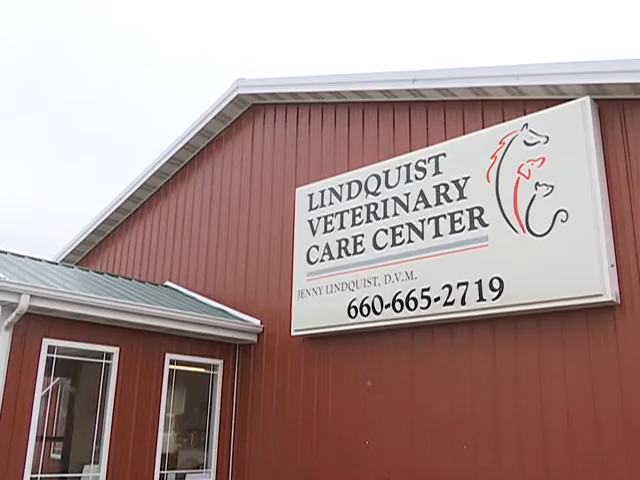 LINDQUIST
VETERINARY
CARE CENTER
JENNY LINDQUIST, D.V.M.
660-665-2719